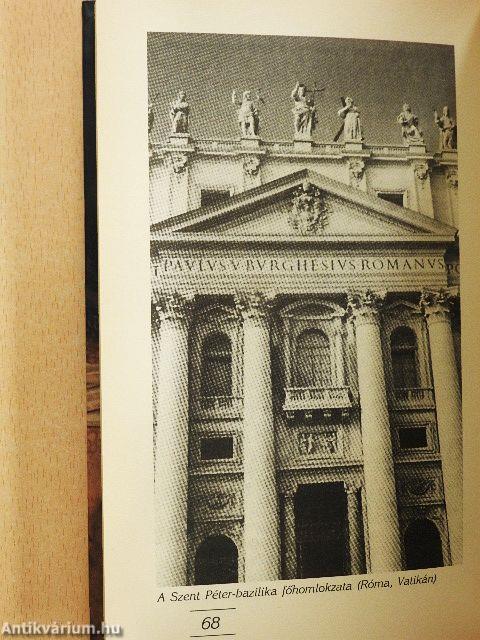 PAVLVS V BVRGHESIVS ROMANVS
A Szent Péter-bazilika főhomlokzata (Róma, Vatikán)
68
Antikvárium.hu